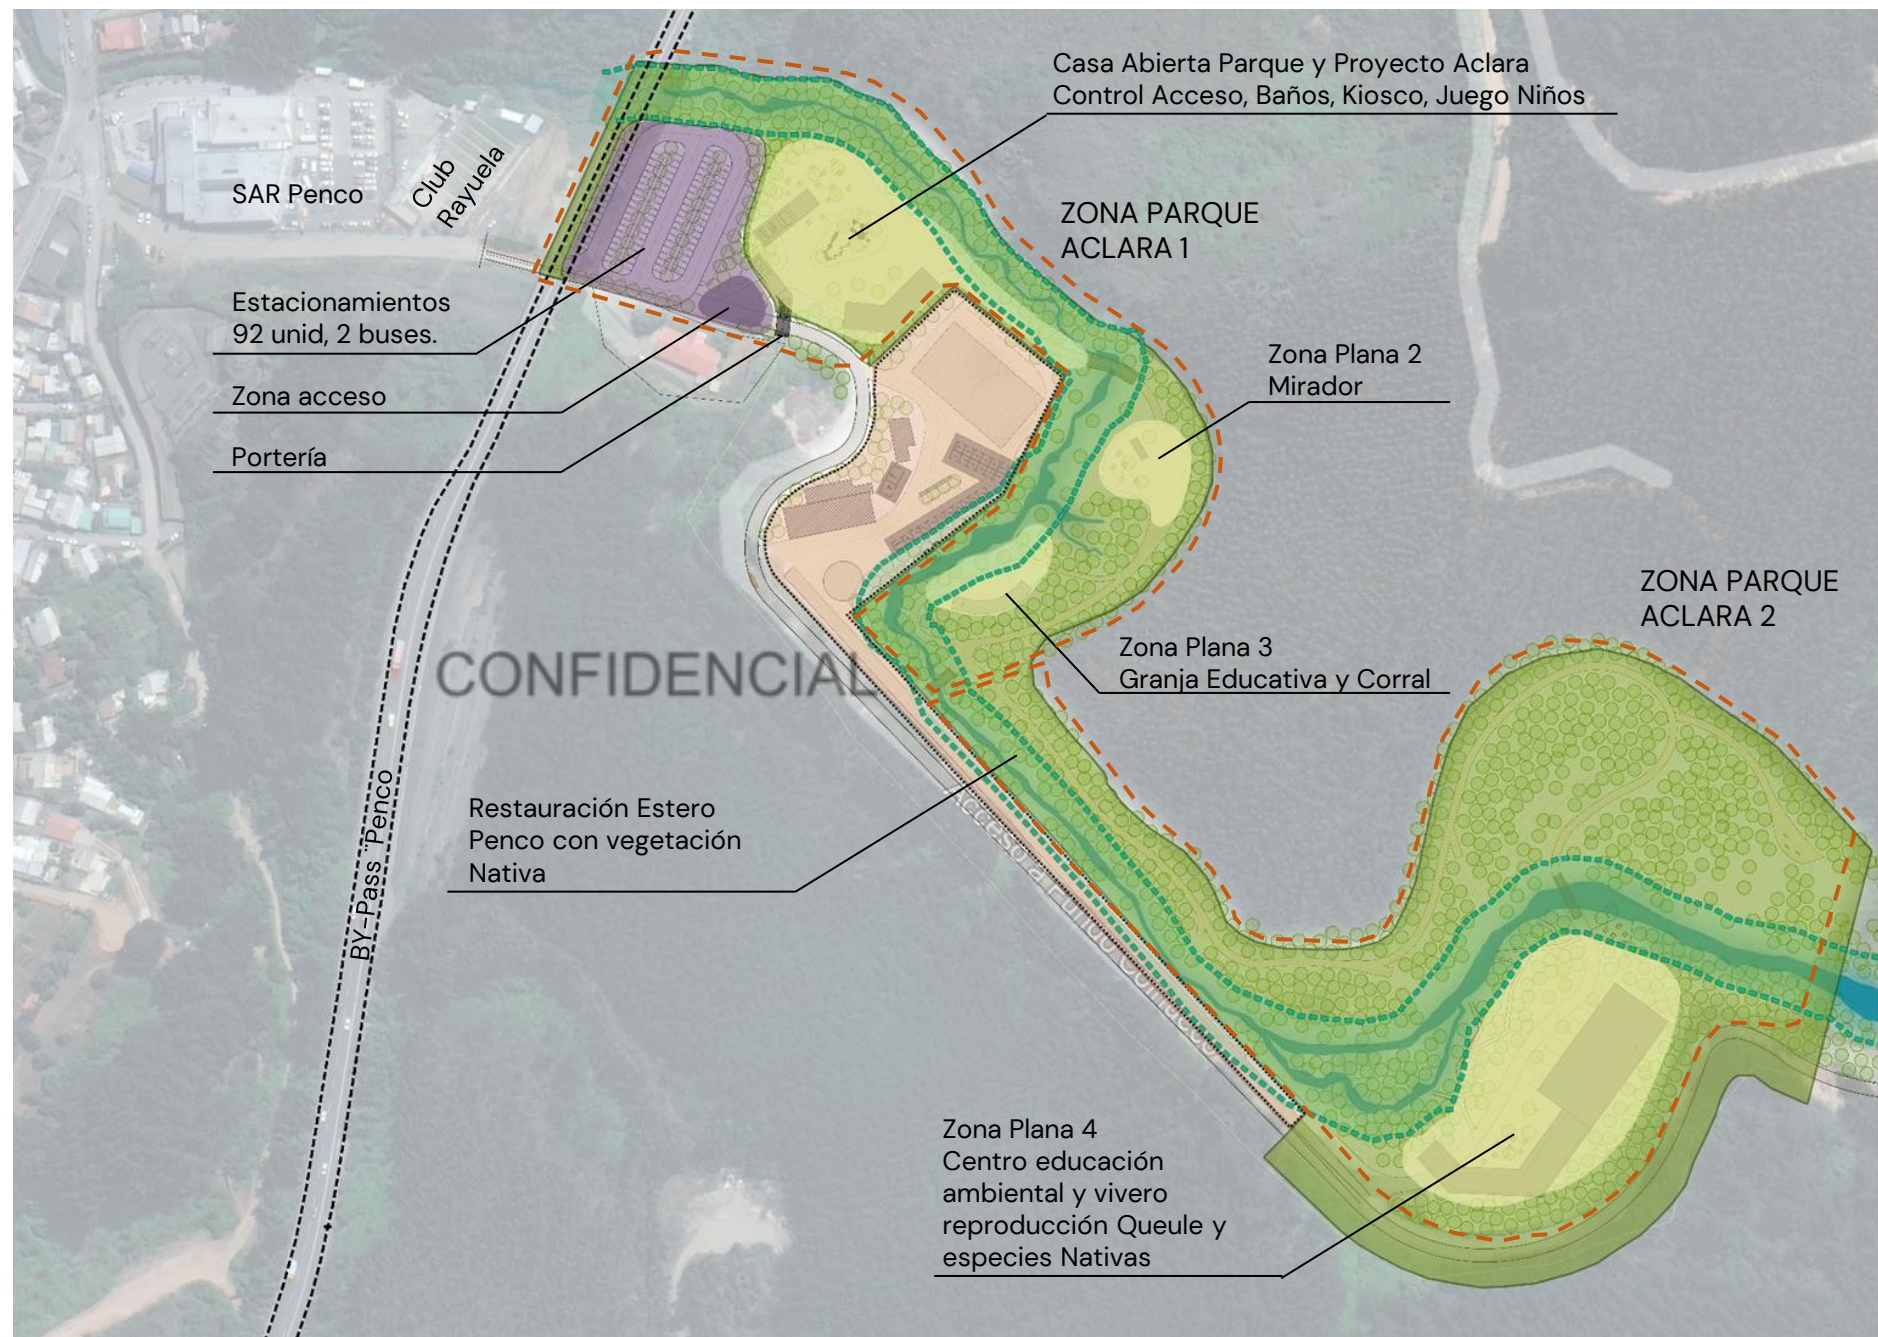 Casa Abierta Parque y Proyecto Aclara
Control Acceso, Baños, Kiosco, Juego Niños
SAR Penco
Club
Rayuela
ZONA PARQUE
ACLARA 1
Estacionamientos
92 unid, 2 buses.
Zona acceso
Portería
Zona Plana 2
Mirador
ZONA PARQUE
ACLARA 2
Zona Plana 3
Granja Educativa y Corral
CONFIDENCIAL
Restauración Estero
Penco con vegetación
Nativa
BY-Pass ¨Penco
Acceso a Fundo Coihueco
Zona Plana 4
Centro educación
ambiental y vivero
reproducción Queule y
especies Nativas